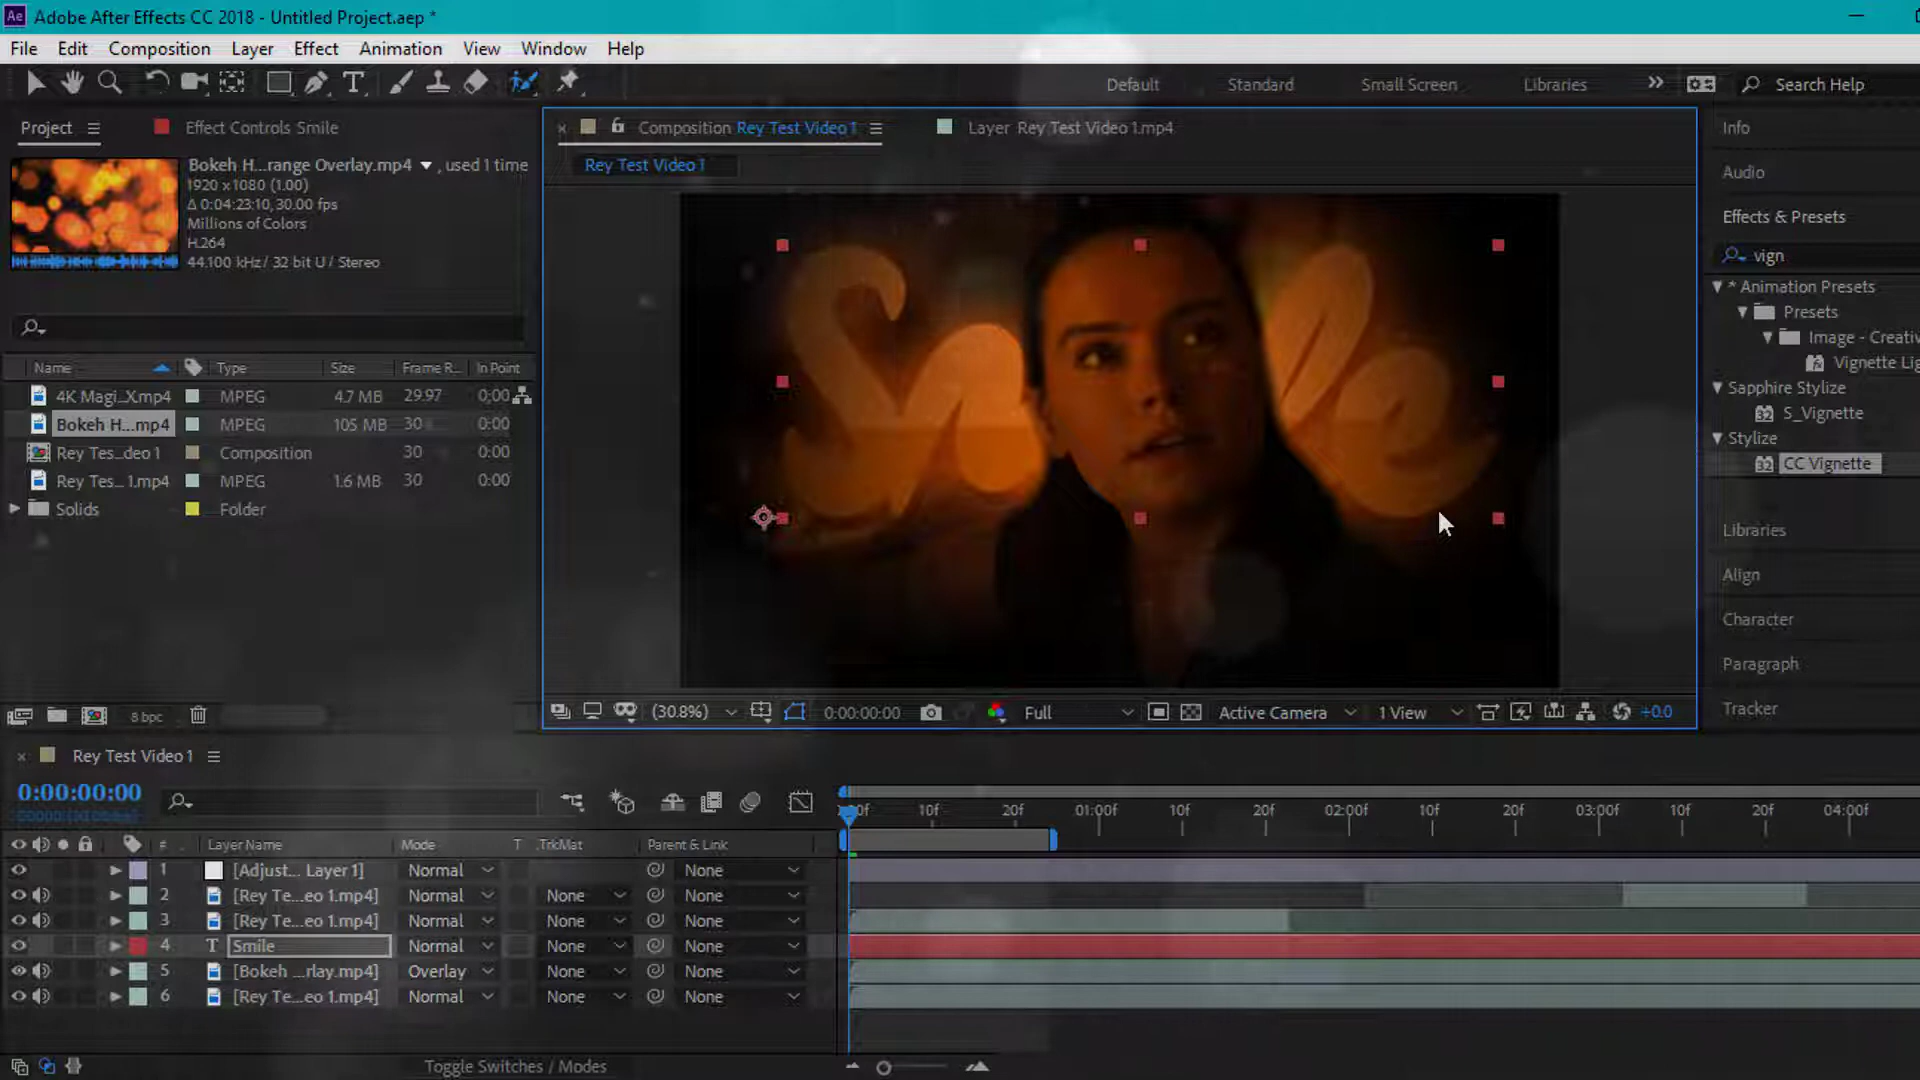 Ae Adobe After Effects CC 2018 - Untitled Project.aep *
File Edit Composition Layer Effect Animation View Window Help
Default Standard Small Screen Libraries Search Help
Project Effect Controls Smile
Bokeh H...range Overlay.mp4 , used 1 time
1920 x1080 (1.00)
Δ 0:04:23:10, 30.00 fps
Millions of Colors
H.264
44.100 kHz / 32 bit U / Stereo
Name Type Size Frame R... In Point
4K Magi...X.mp4 MPEG 4.7 MB 29.97 0:00
Bokeh H...mp4 MPEG 105 MB 30 0:00
Rey Tes...deo 1 Composition 30 0:00
Rey Tes... 1.mp4 MPEG 1.6 MB 30 0:00
Solids Folder
8 bpc
Composition Rey Test Video 1 Layer Rey Test Video 1.mp4
Rey Test Video 1
(30.8%) 0:00:00:00 Full Active Camera 1 View +0.0
Info
Audio
Effects & Presets
vign
* Animation Presets
Presets
Image - Creativ
Vignette Lig
Sapphire Stylize
S_Vignette
Stylize
CC Vignette
Libraries
Align
Character
Paragraph
Tracker
Rey Test Video 1
0:00:00:00
:00f 10f 20f 01:00f 10f 20f 02:00f 10f 20f 03:00f 10f 20f 04:00f
# Layer Name Mode T .TrkMat Parent & Link
1 [Adjust... Layer 1] Normal None
2 [Rey Te...eo 1.mp4] Normal None None
3 [Rey Te...eo 1.mp4] Normal None None
4 T Smile Normal None None
5 [Bokeh ...rlay.mp4] Overlay None None
6 [Rey Te...eo 1.mp4] Normal None None
Toggle Switches / Modes